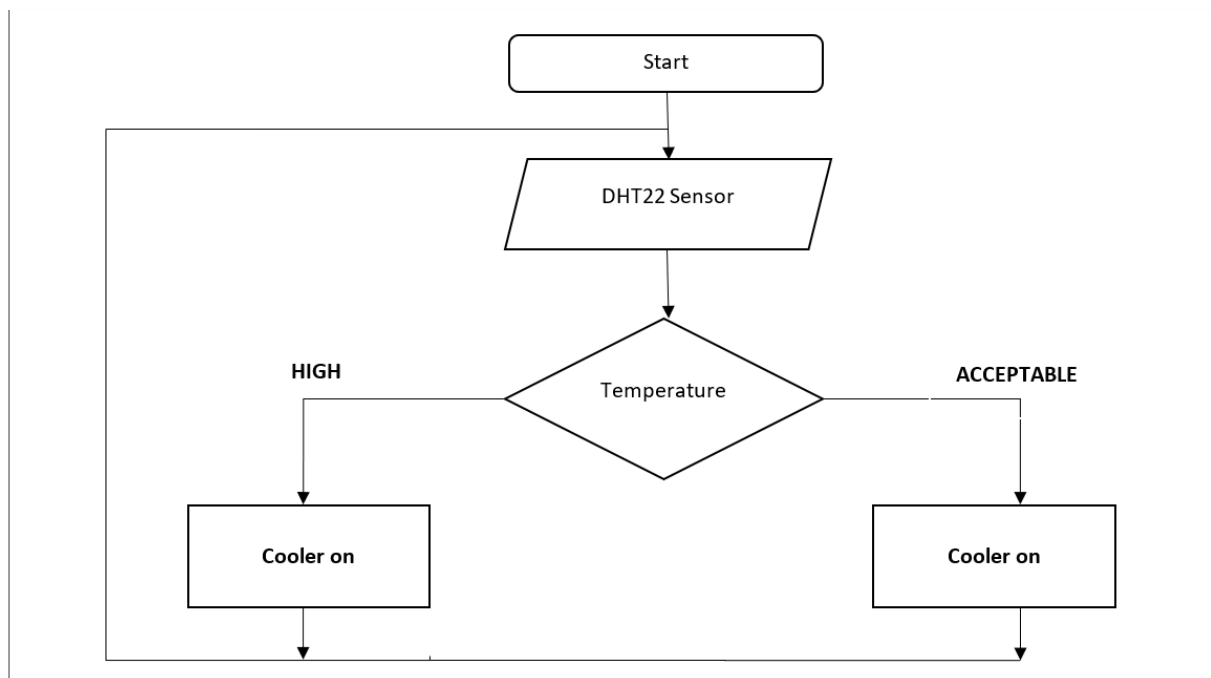 Start
DHT22 Sensor
Temperature
HIGH
ACCEPTABLE
Cooler on
Cooler on